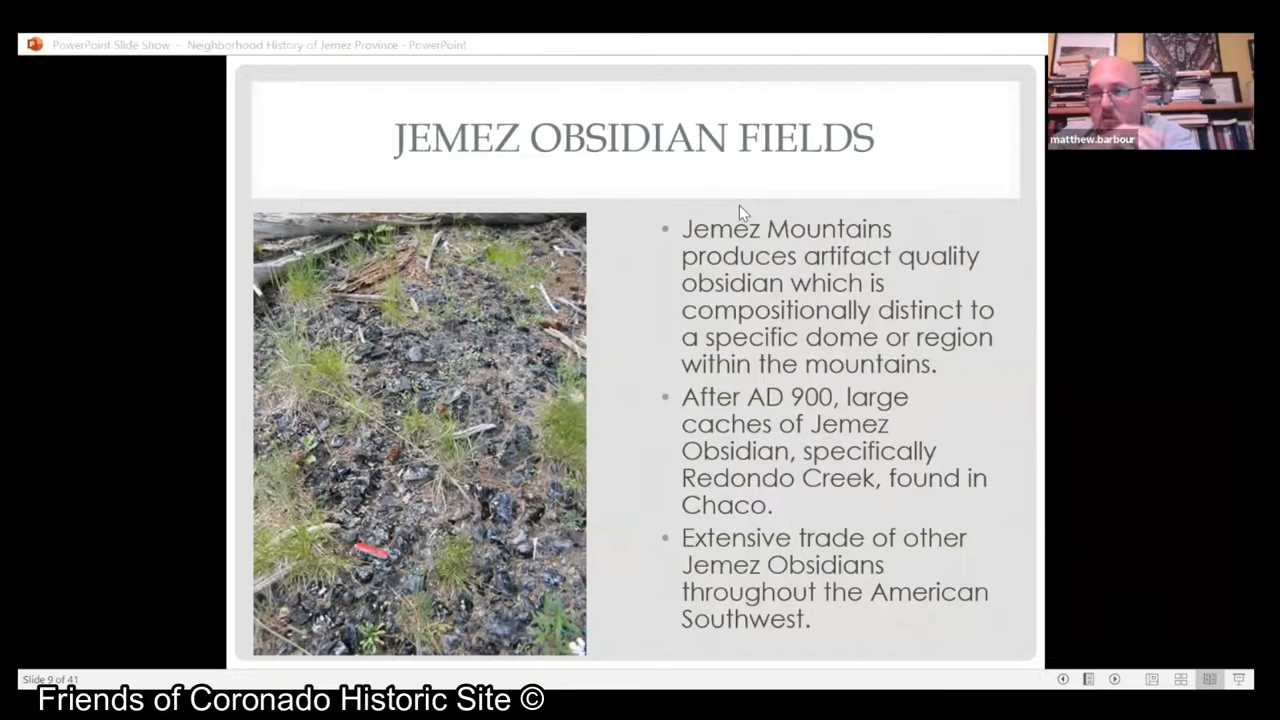 PowerPoint Slide Show - Neighborhood History of Jemez Province - PowerPoint
matthew.barbour
JEMEZ OBSIDIAN FIELDS
• Jemez Mountains
produces artifact quality
obsidian which is
compositionally distinct to
a specific dome or region
within the mountains.
• After AD 900, large
caches of Jemez
Obsidian, specifically
Redondo Creek, found in
Chaco.
• Extensive trade of other
Jemez Obsidians
throughout the American
Southwest.
Slide 9 of 41
Friends of Coronado Historic Site ©